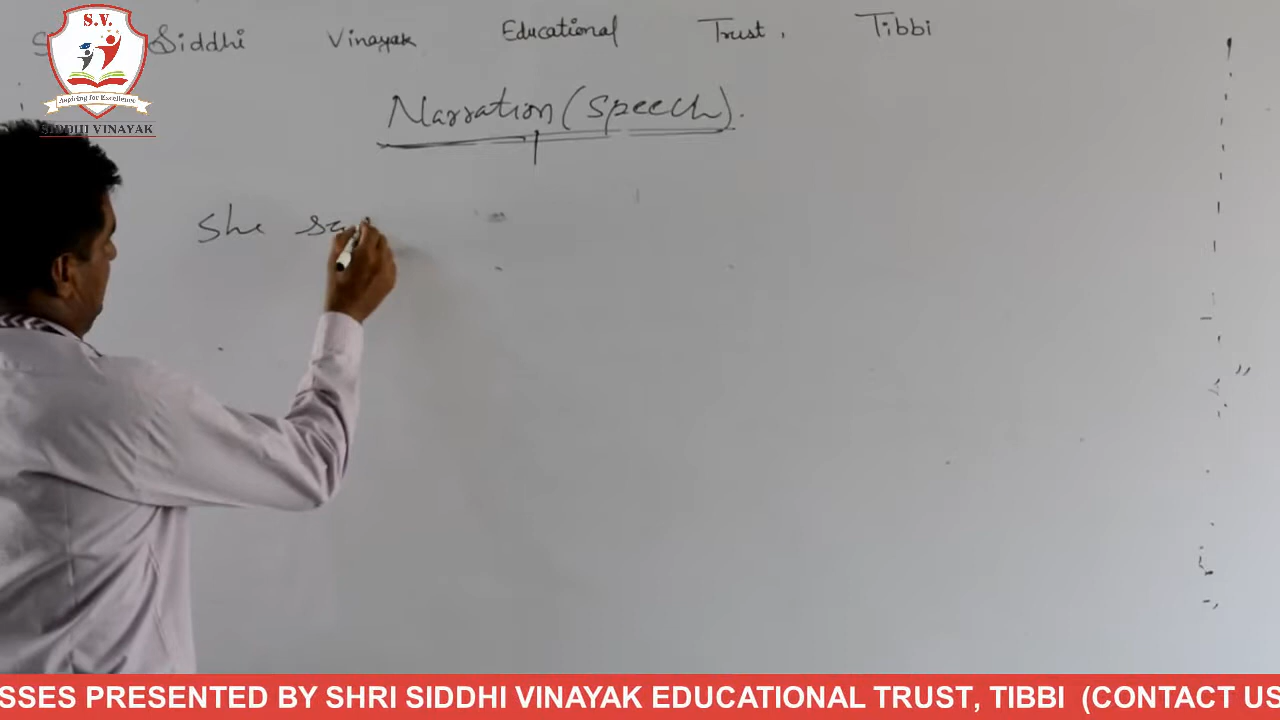 Siddhi Vinayak Educational Trust, Tibbi
S.V.
Aspiring for Excellence
SIDDHI VINAYAK
Narration (Speech).
She
SSES PRESENTED BY SHRI SIDDHI VINAYAK EDUCATIONAL TRUST, TIBBI (CONTACT US